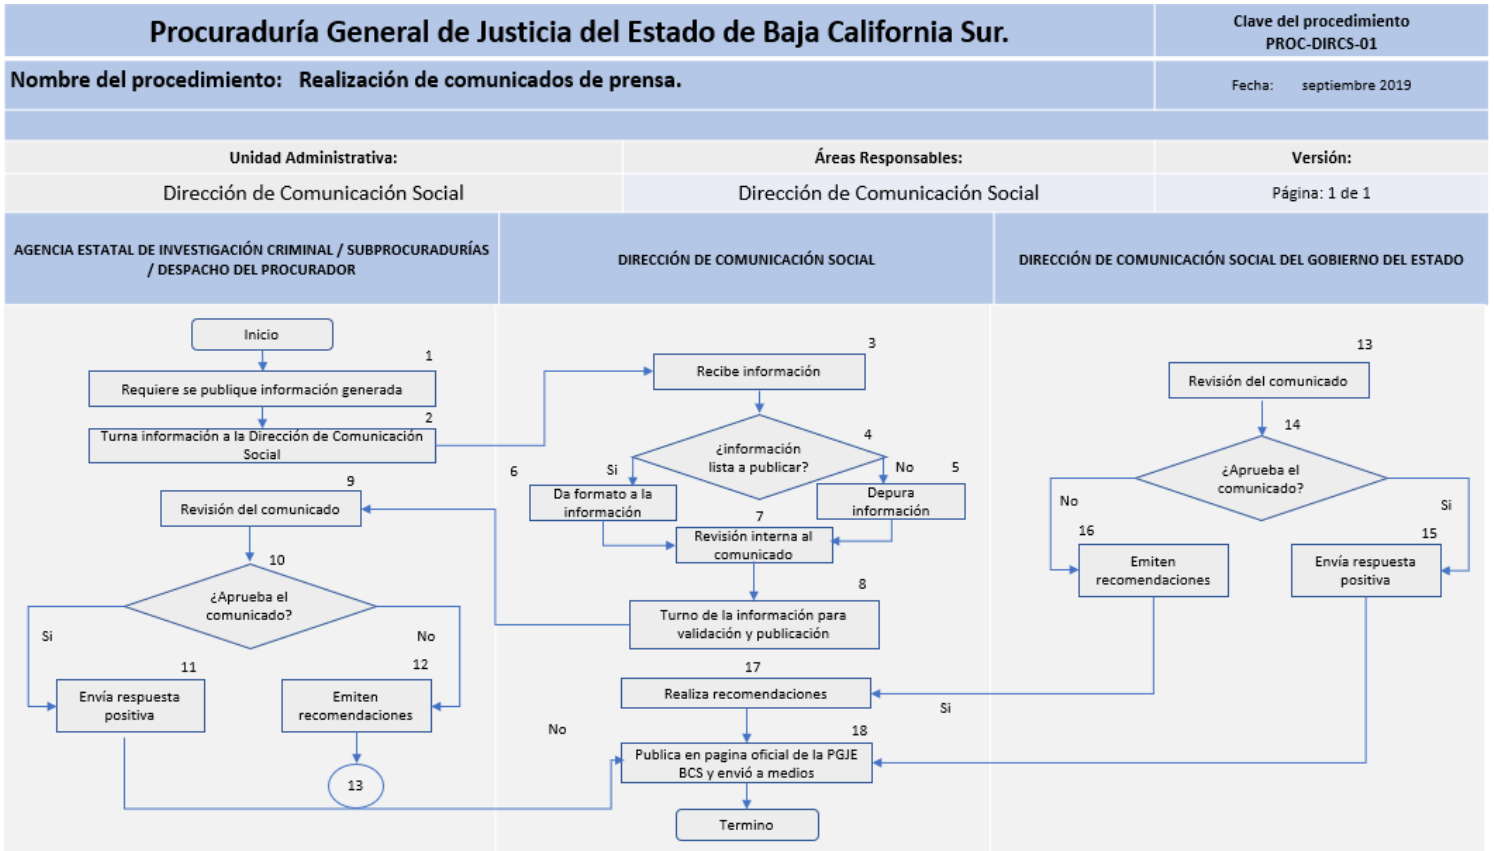 Procuraduría General de Justicia del Estado de Baja California Sur.
Clave del procedimiento
PROC-DIRCS-01
Nombre del procedimiento: Realización de comunicados de prensa.
Fecha: septiembre 2019
Unidad Administrativa:
Áreas Responsables:
Versión:
Dirección de Comunicación Social
Dirección de Comunicación Social
Página: 1 de 1
AGENCIA ESTATAL DE INVESTIGACIÓN CRIMINAL / SUBPROCURADURÍAS
/ DESPACHO DEL PROCURADOR
DIRECCIÓN DE COMUNICACIÓN SOCIAL
DIRECCIÓN DE COMUNICACIÓN SOCIAL DEL GOBIERNO DEL ESTADO
Inicio
1
Requiere se publique información generada
2
Turna información a la Dirección de Comunicación
Social
3
Recibe información
4
¿información
lista a publicar?
Si
No
6
5
Da formato a la
información
Depura
información
7
Revisión interna al
comunicado
8
Turno de la información para
validación y publicación
9
Revisión del comunicado
10
¿Aprueba el
comunicado?
Si
No
11
12
Envía respuesta
positiva
Emiten
recomendaciones
13
13
Revisión del comunicado
14
¿Aprueba el
comunicado?
No
Si
16
15
Emiten
recomendaciones
Envía respuesta
positiva
17
Realiza recomendaciones
Si
No
18
Publica en pagina oficial de la PGJE
BCS y envió a medios
Termino